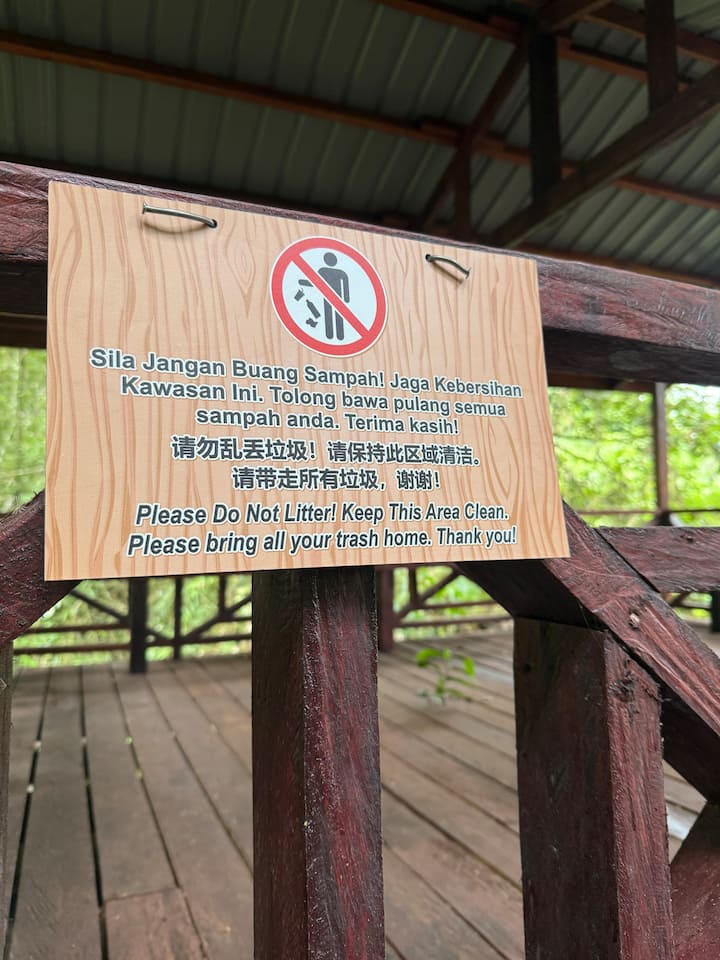 Sila Jangan Buang Sampah! Jaga Kebersihan
Kawasan Ini. Tolong bawa pulang semua
sampah anda. Terima kasih!
请勿乱丢垃圾！请保持此区域清洁。
请带走所有垃圾，谢谢！
Please Do Not Litter! Keep This Area Clean.
Please bring all your trash home. Thank you!